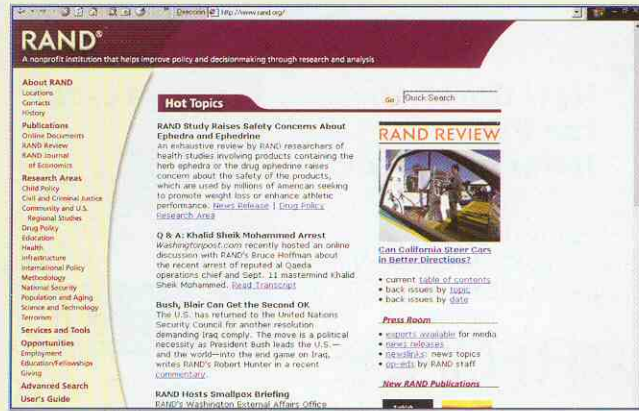 Dirección http://www.rand.org/
RAND®
A nonprofit institution that helps improve policy and decisionmaking through research and analysis
About RAND
Locations
Contacts
History
Publications
Online Documents
RAND Review
RAND Journal
of Economics
Research Areas
Child Policy
Civil and Criminal Justice
Community and U.S.
Regional Studies
Drug Policy
Education
Health
Infrastructure
International Policy
Methodology
National Security
Population and Aging
Science and Technology
Terrorism
Services and Tools
Opportunities
Employment
Education/Fellowships
Giving
Advanced Search
User's Guide
Hot Topics
RAND Study Raises Safety Concerns About
Ephedra and Ephedrine
An exhaustive review by RAND researchers of
health studies involving products containing the
herb ephedra or the drug ephedrine raises
concern about the safety of the products,
which are used by millions of american seeking
to promote weight loss or enhance athletic
performance. News Release | Drug Policy
Research Area
Q & A: Khalid Sheik Mohammed Arrest
Washingtonpost.com recently hosted an online
discussion with RAND's Bruce Hoffman about
the recent arrest of reputed al Qaeda
operations chief and Sept. 11 mastermind Khalid
Sheik Mohammed. Read Transcript
Bush, Blair Can Get the Second OK
The U.S. has returned to the United Nations
Security Council for another resolution
demanding Iraq comply. The move is a political
necessity as President Bush leads the U.S.—
and the world—into the end game on Iraq,
writes RAND's Robert Hunter in a recent
commentary.
RAND Hosts Smallpox Briefing
RAND's Washington External Affairs Office
Go Quick Search
RAND REVIEW
Can California Steer Cars
in Better Directions?
• current table of contents
• back issues by topic
• back issues by date
Press Room
• experts available for media
• news releases
• newslinks: news topics
• op-eds by RAND staff
New RAND Publications